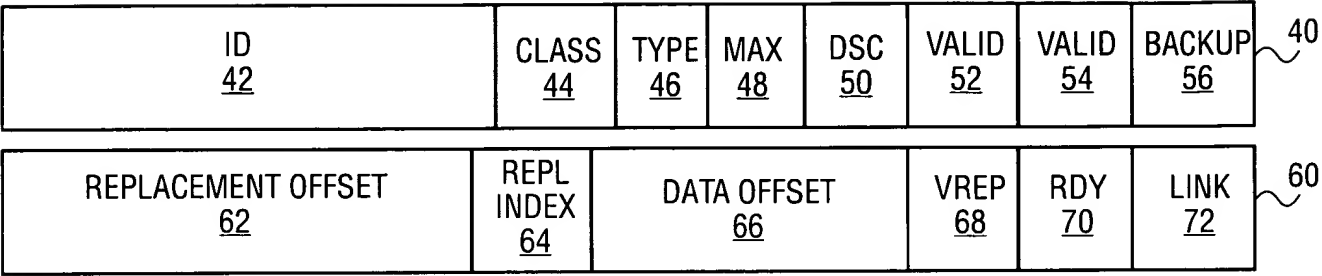 ID CLASS TYPE MAX DSC VALID VALID BACKUP 40
42 44 46 48 50 52 54 56
REPLACEMENT OFFSET REPL INDEX DATA OFFSET VREP RDY LINK 60
62 64 66 68 70 72